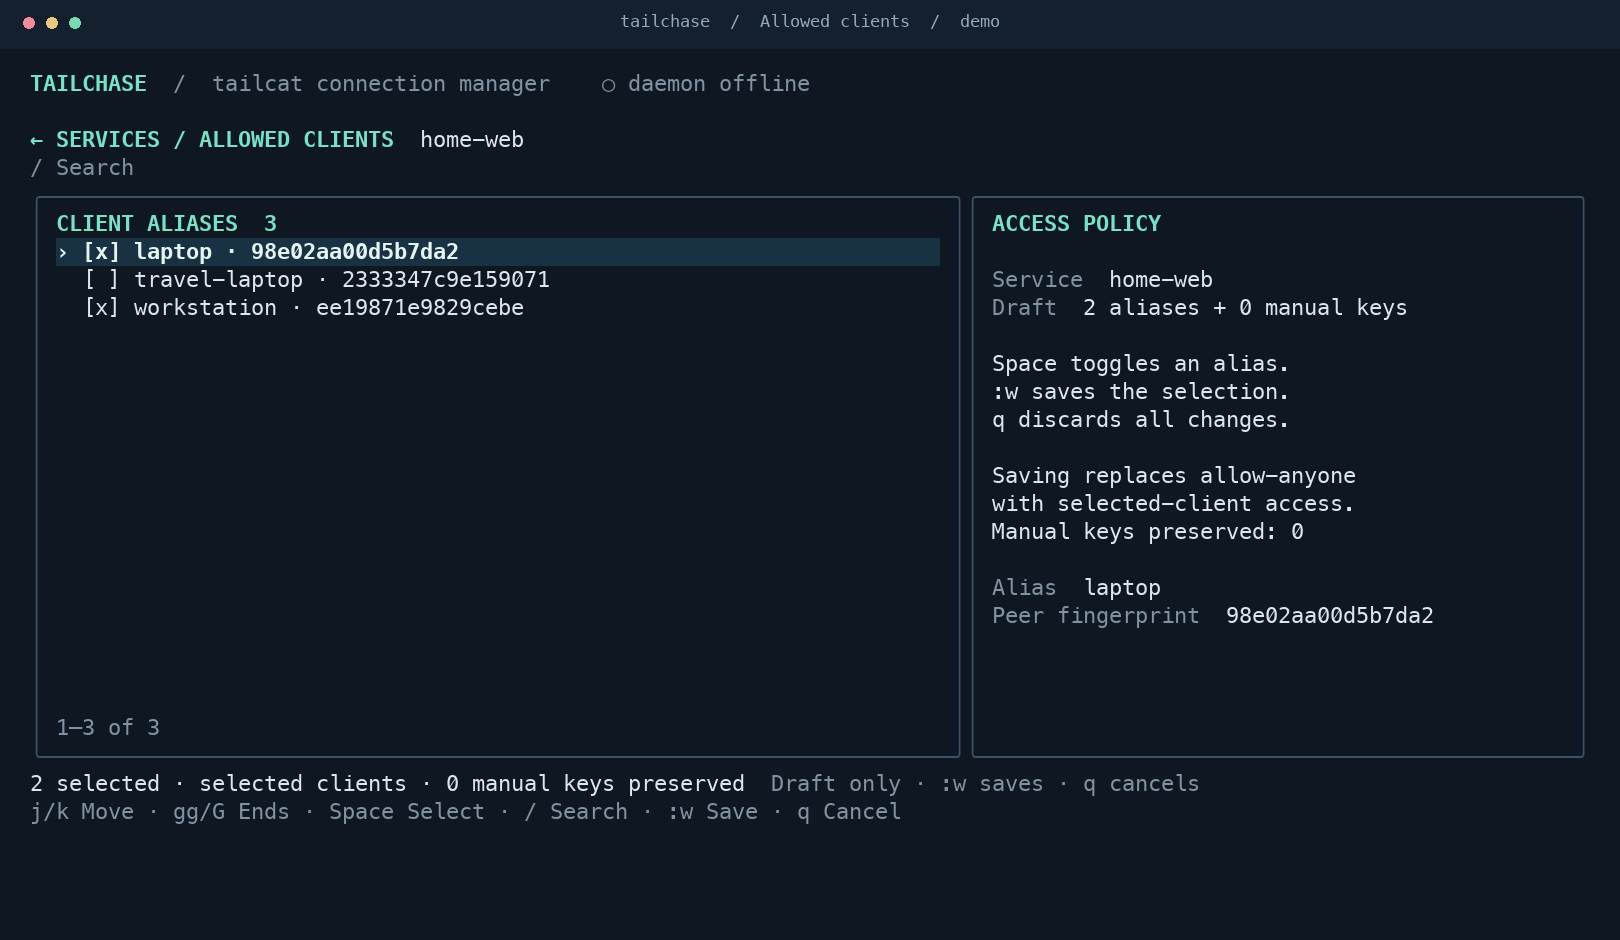 tailchase / Allowed clients / demo
TAILCHASE / tailcat connection manager ○ daemon offline
← SERVICES / ALLOWED CLIENTS home-web
/ Search
CLIENT ALIASES 3
› [x] laptop · 98e02aa00d5b7da2
[ ] travel-laptop · 2333347c9e159071
[x] workstation · ee19871e9829cebe
1–3 of 3
ACCESS POLICY
Service home-web
Draft 2 aliases + 0 manual keys
Space toggles an alias.
:w saves the selection.
q discards all changes.
Saving replaces allow-anyone
with selected-client access.
Manual keys preserved: 0
Alias laptop
Peer fingerprint 98e02aa00d5b7da2
2 selected · selected clients · 0 manual keys preserved Draft only · :w saves · q cancels
j/k Move · gg/G Ends · Space Select · / Search · :w Save · q Cancel